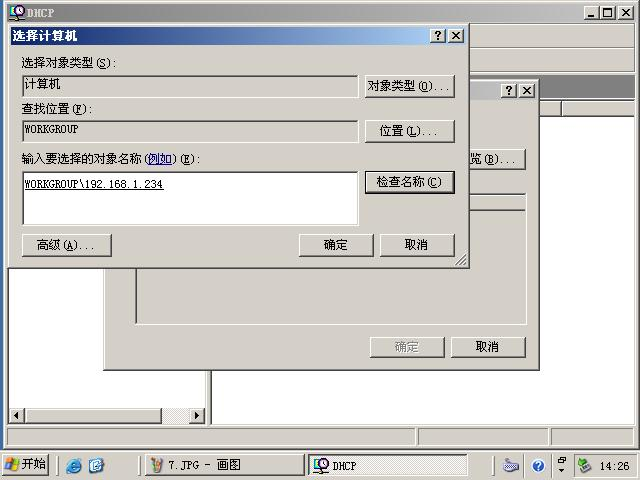 DHCP
选择计算机
选择对象类型(S):
计算机
对象类型(O)...
查找位置(F):
WORKGROUP
位置(L)...
输入要选择的对象名称(例如)(E):
WORKGROUP\192.168.1.234
检查名称(C)
览(B)...
高级(A)...
确定
取消
确定
取消
开始
7.JPG - 画图
DHCP
14:26